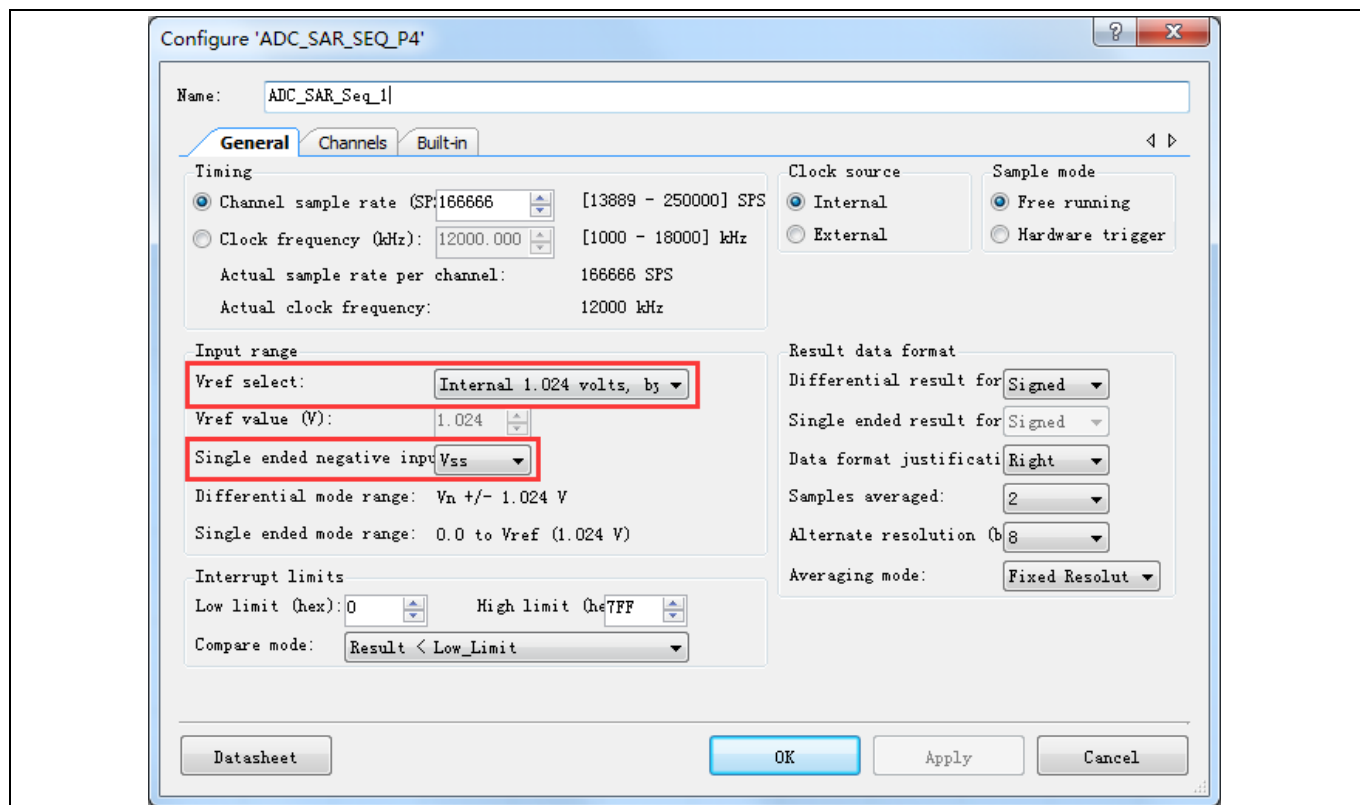 Configure 'ADC_SAR_SEQ_P4'
Name: ADC_SAR_Seq_1
General Channels Built-in
Timing
Channel sample rate (SP: 166666 [13889 - 250000] SPS
Clock frequency (kHz): 12000.000 [1000 - 18000] kHz
Actual sample rate per channel: 166666 SPS
Actual clock frequency: 12000 kHz
Clock source
Internal
External
Sample mode
Free running
Hardware trigger
Input range
Vref select: Internal 1.024 volts, by
Vref value (V): 1.024
Single ended negative inpu Vss
Differential mode range: Vn +/- 1.024 V
Single ended mode range: 0.0 to Vref (1.024 V)
Result data format
Differential result for Signed
Single ended result for Signed
Data format justificati Right
Samples averaged: 2
Alternate resolution (b 8
Averaging mode: Fixed Resolut
Interrupt limits
Low limit (hex): 0 High limit (he 7FF
Compare mode: Result < Low_Limit
Datasheet OK Apply Cancel